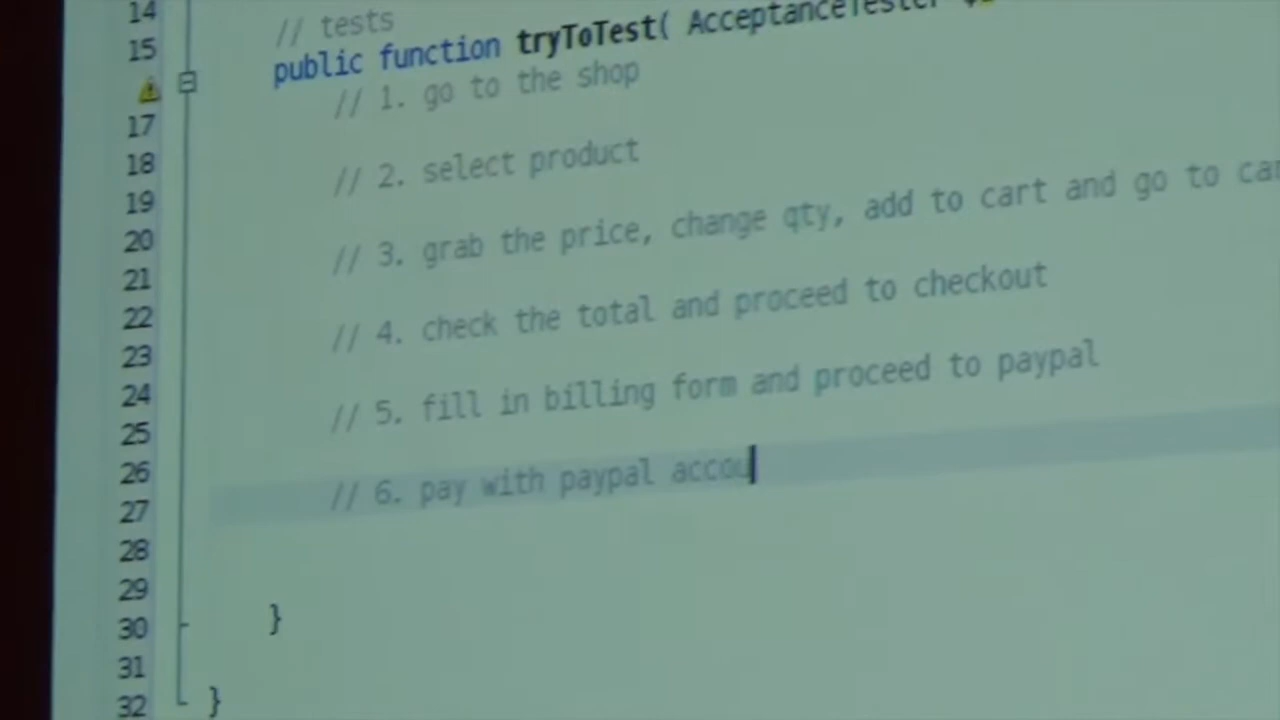 14
// tests
15
public function tryToTest( AcceptanceTester
// 1. go to the shop
17
18
// 2. select product
19
20
// 3. grab the price, change qty, add to cart and go to
21
22
// 4. check the total and proceed to checkout
23
24
// 5. fill in billing form and proceed to paypal
25
26
// 6. pay with paypal accou
27
28
29
30
}
31
32
}